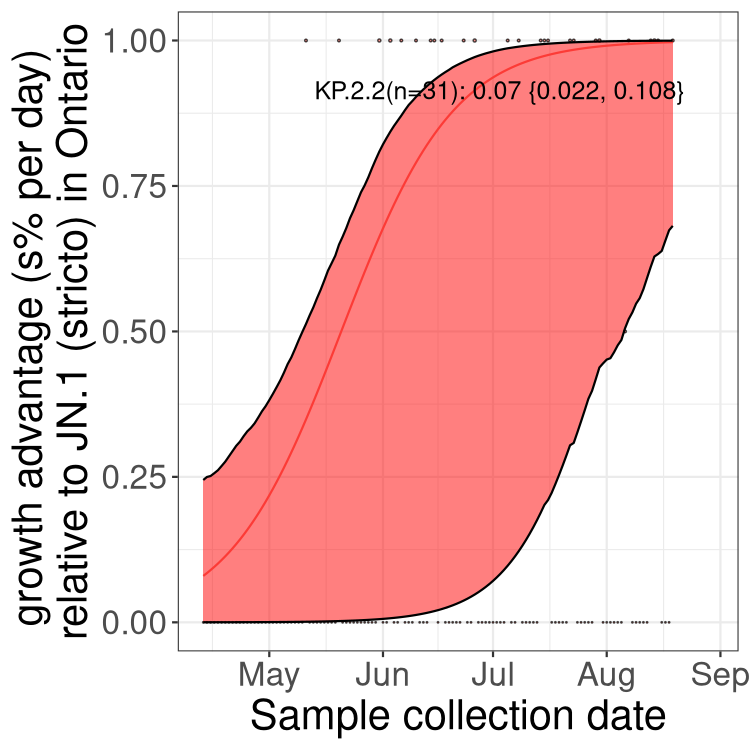 growth advantage (s% per day)
relative to JN.1 (stricto) in Ontario
1.00
0.75
0.50
0.25
0.00
KP.2.2(n=31): 0.07 {0.022, 0.108}
May Jun Jul Aug Sep
Sample collection date